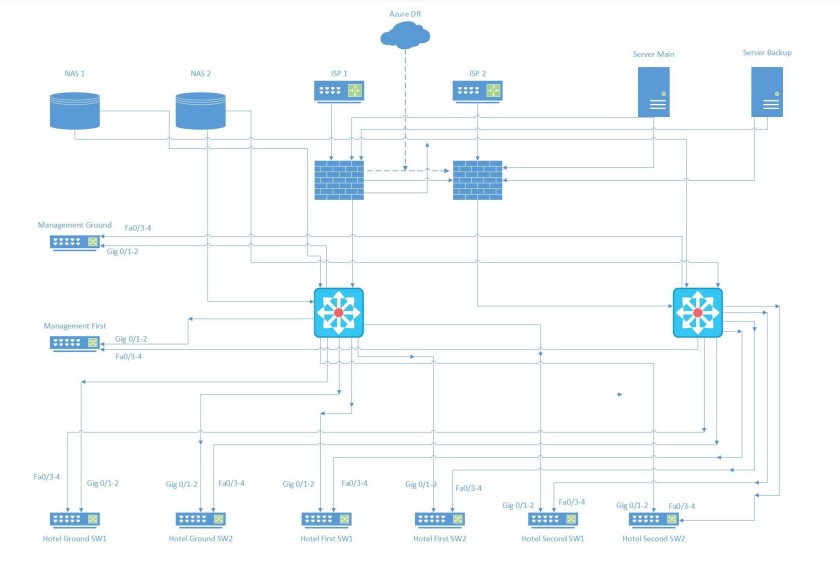 Azure DR
NAS 1
NAS 2
ISP 1
ISP 2
Server Main
Server Backup
Management Ground
Fa0/3-4
Gig 0/1-2
Management First
Gig 0/1-2
Fa0/3-4
Fa0/3-4
Gig 0/1-2
Gig 0/1-2
Fa0/3-4
Gig 0/1-2
Fa0/3-4
Gig 0/1-2
Fa0/3-4
Gig 0/1-2
Fa0/3-4
Gig 0/1-2
Fa0/3-4
Hotel Ground SW1
Hotel Ground SW2
Hotel First SW1
Hotel First SW2
Hotel Second SW1
Hotel Second SW2